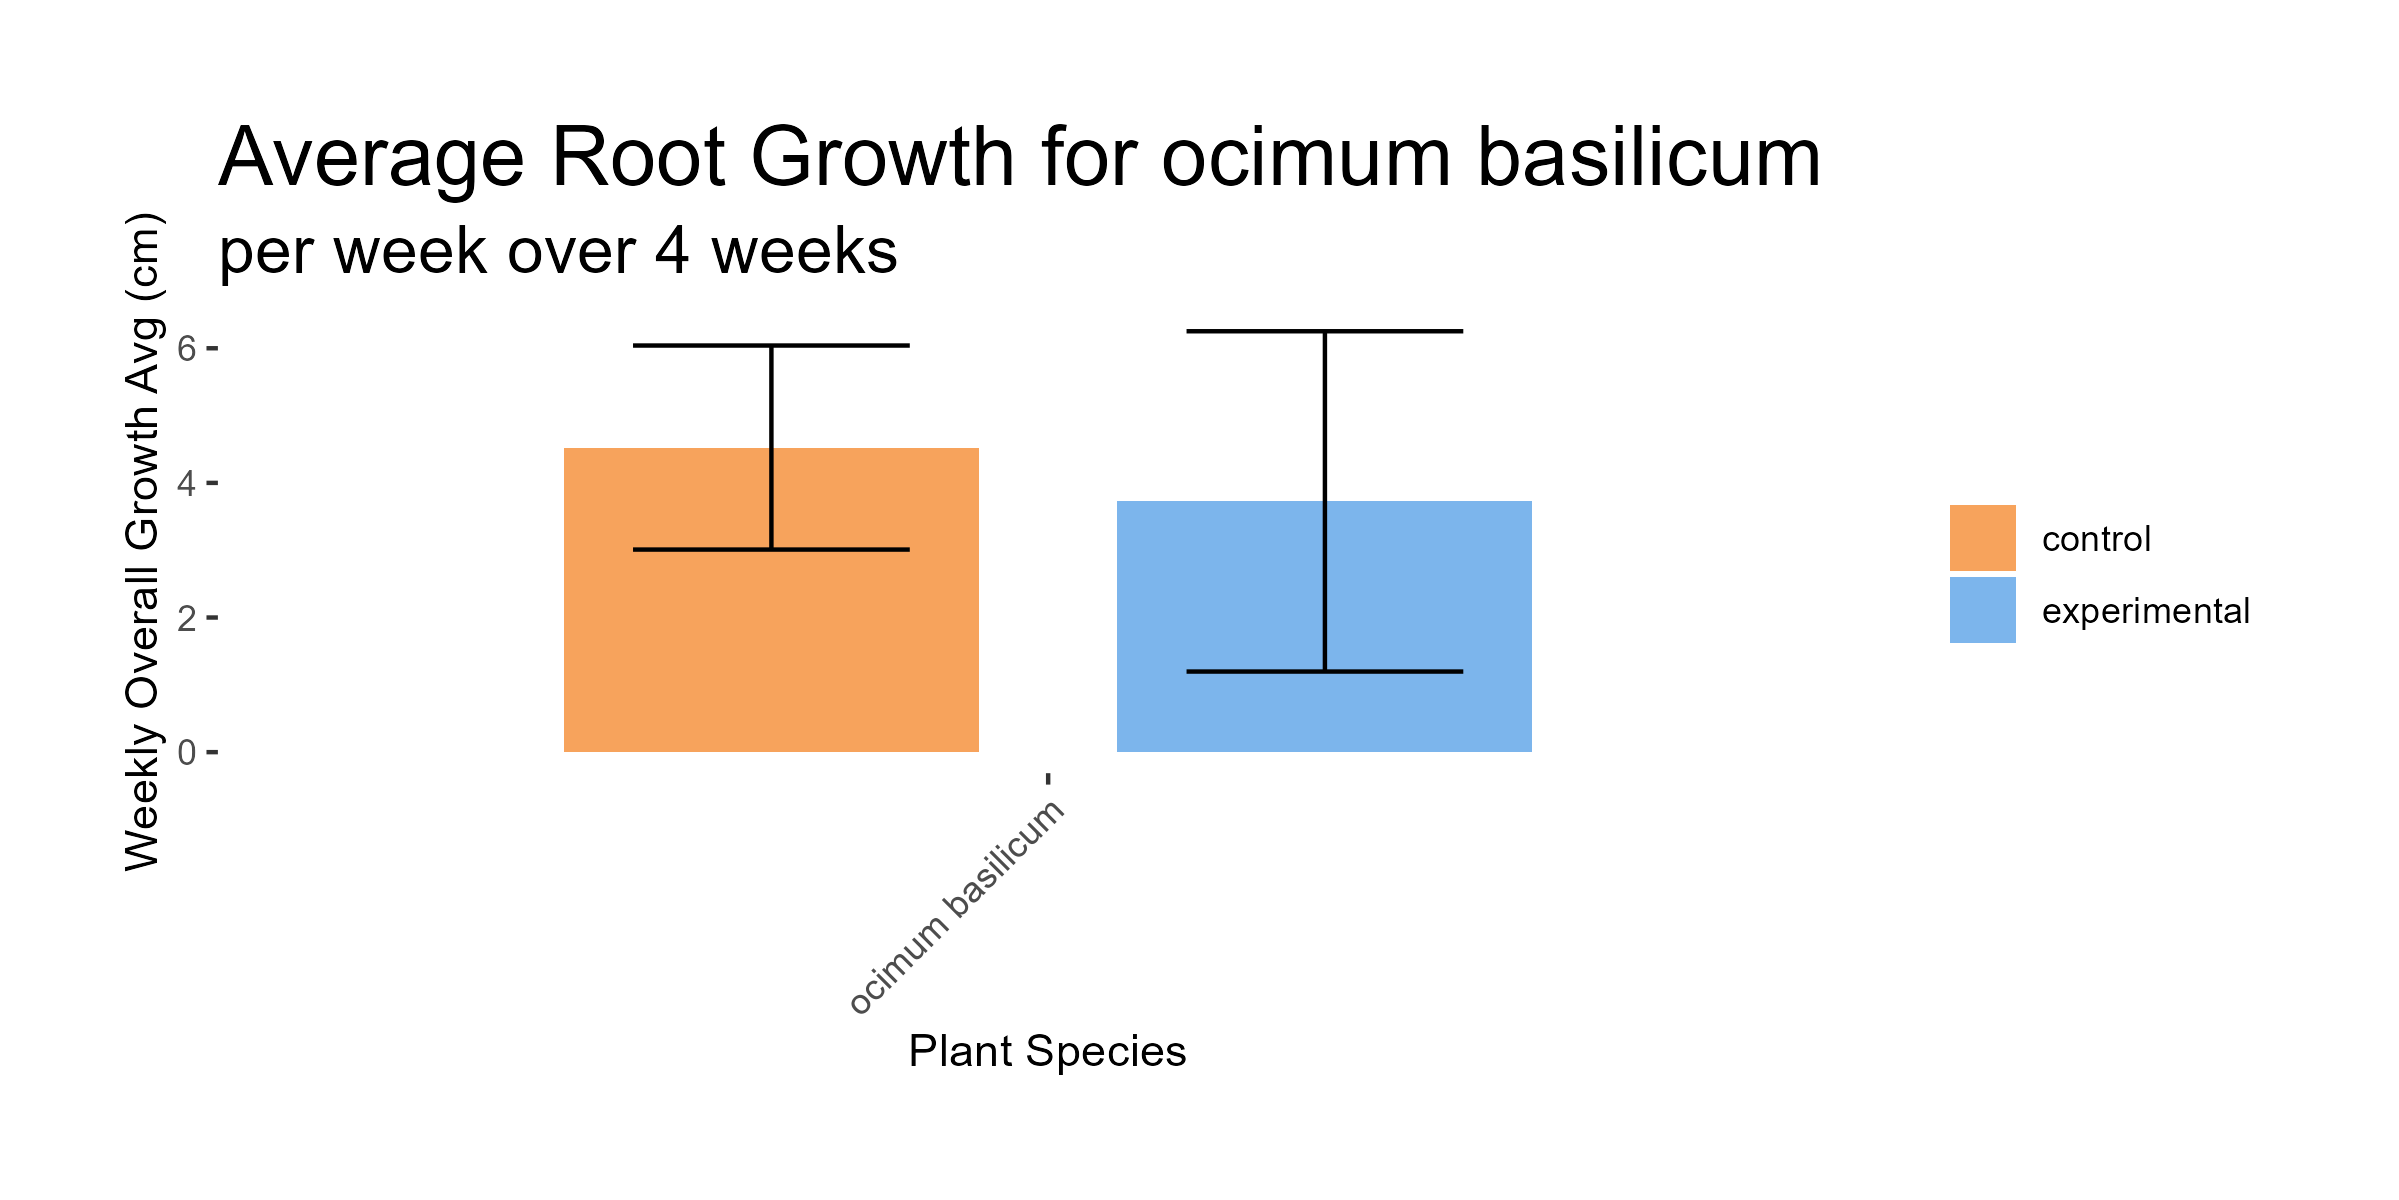 Average Root Growth for ocimum basilicum
per week over 4 weeks
Weekly Overall Growth Avg (cm)
6
4
2
0
control
experimental
ocimum basilicum
Plant Species